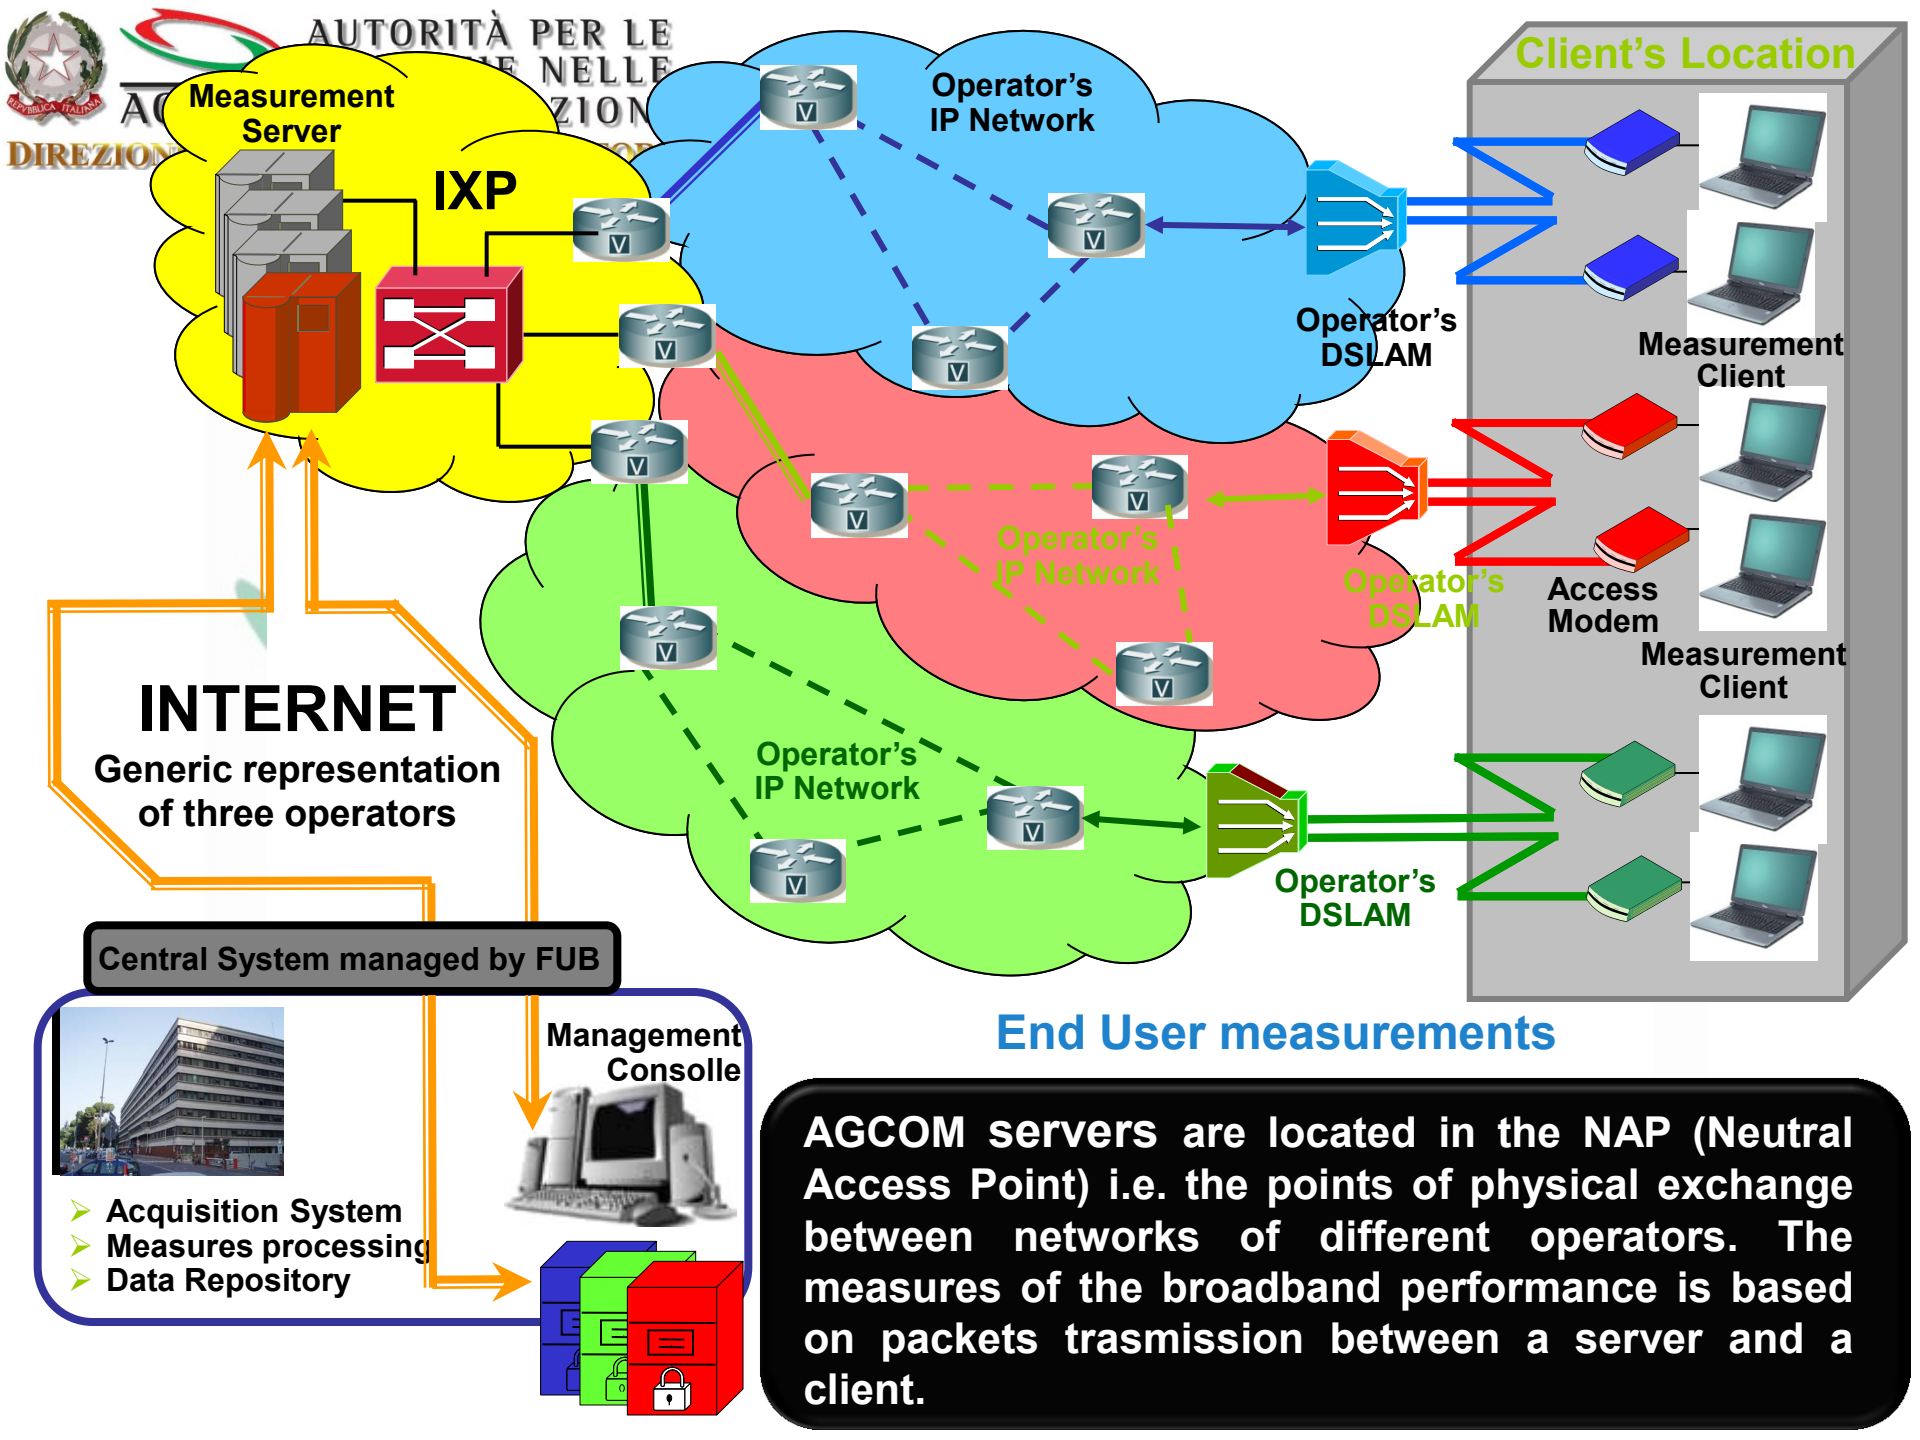 AUTORITÀ PER LE
NELLE
DIREZION
Measurement
Server
IXP
Operator's
IP Network
Client's Location
Operator's
DSLAM
Measurement
Client
Operator's
IP Network
Operator's
DSLAM
Access
Modem
Measurement
Client
INTERNET
Generic representation
of three operators
Operator's
IP Network
Operator's
DSLAM
V
V
V
V
V
V
V
V
V
V
V
V
Central System managed by FUB
Management
Consolle
Acquisition System
Measures processing
Data Repository
End User measurements
AGCOM servers are located in the NAP (Neutral
Access Point) i.e. the points of physical exchange
between networks of different operators. The
measures of the broadband performance is based
on packets trasmission between a server and a
client.